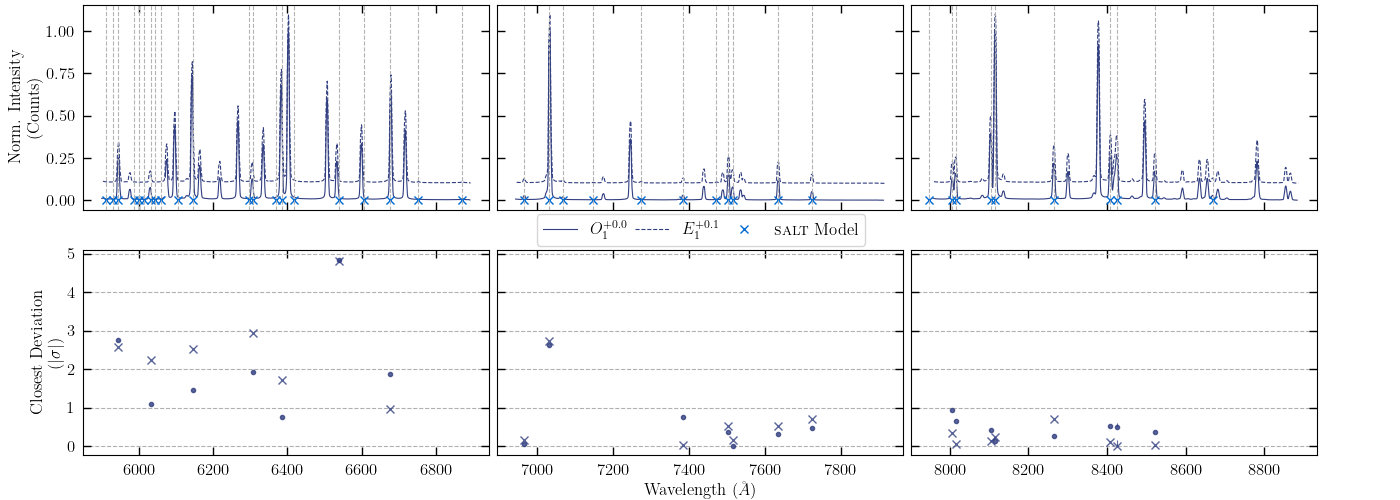 Norm. Intensity
(Counts)
1.00
0.75
0.50
0.25
0.00
O₁⁺⁰·⁰ E₁⁺⁰·¹ × SALT Model
Closest Deviation
(|σ|)
5
4
3
2
1
0
6000 6200 6400 6600 6800 7000 7200 7400 7600 7800 8000 8200 8400 8600 8800
Wavelength (Å)